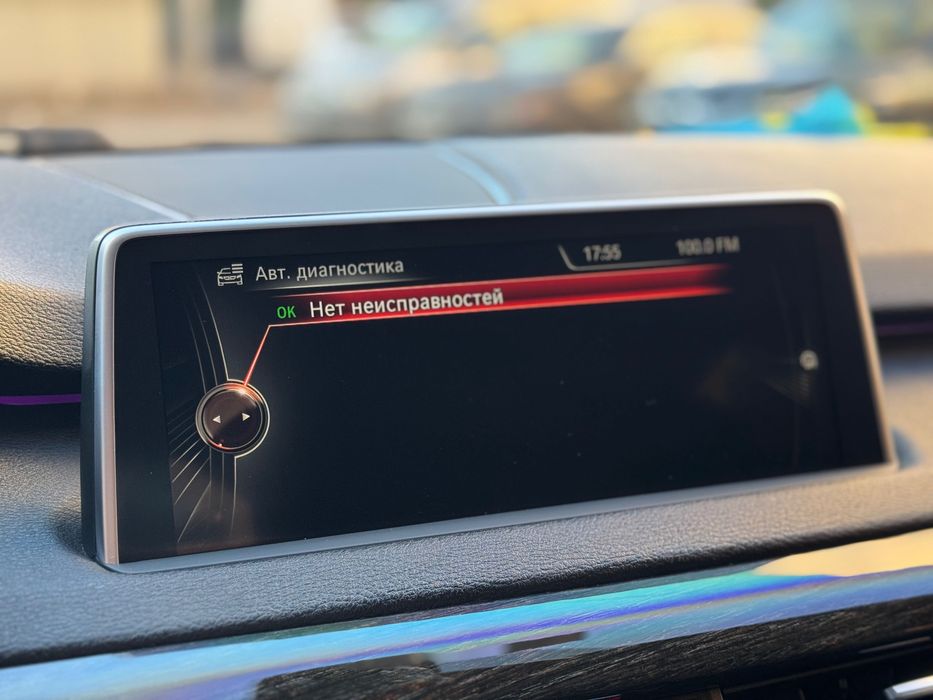 Авт. диагностика
17:55
100.0 FM
OK Нет неисправностей